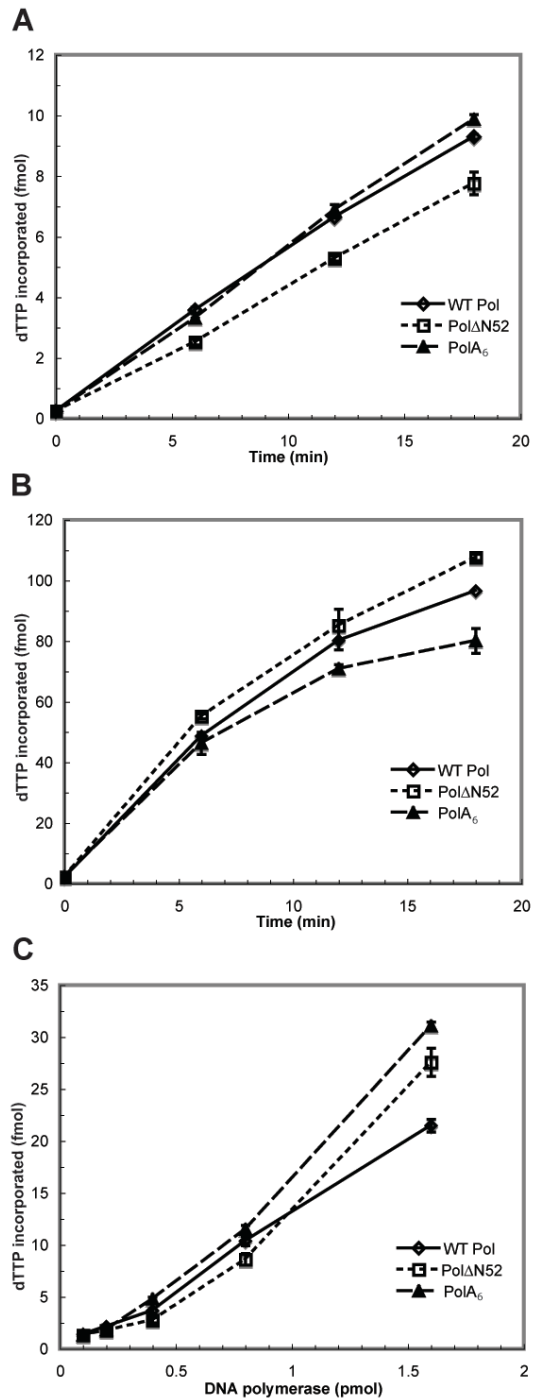 A
12
10
8
6
4
2
0
dTTP incorporated (fmol)
WT Pol
PolΔN52
PolA₆
0 5 10 15 20
Time (min)
B
120
100
80
60
40
20
0
dTTP incorporated (fmol)
WT Pol
PolΔN52
PolA₆
0 5 10 15 20
Time (min)
C
35
30
25
20
15
10
5
0
dTTP incorporated (fmol)
WT Pol
PolΔN52
PolA₆
0 0.5 1 1.5 2
DNA polymerase (pmol)